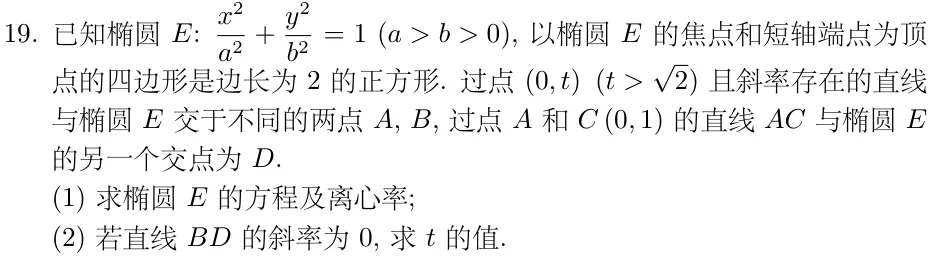 19. 已知椭圆 E: x²/a² + y²/b² = 1 (a > b > 0), 以椭圆 E 的焦点和短轴端点为顶
点的四边形是边长为 2 的正方形. 过点 (0, t) (t > √2) 且斜率存在的直线
与椭圆 E 交于不同的两点 A, B, 过点 A 和 C (0, 1) 的直线 AC 与椭圆 E
的另一个交点为 D.
(1) 求椭圆 E 的方程及离心率;
(2) 若直线 BD 的斜率为 0, 求 t 的值.